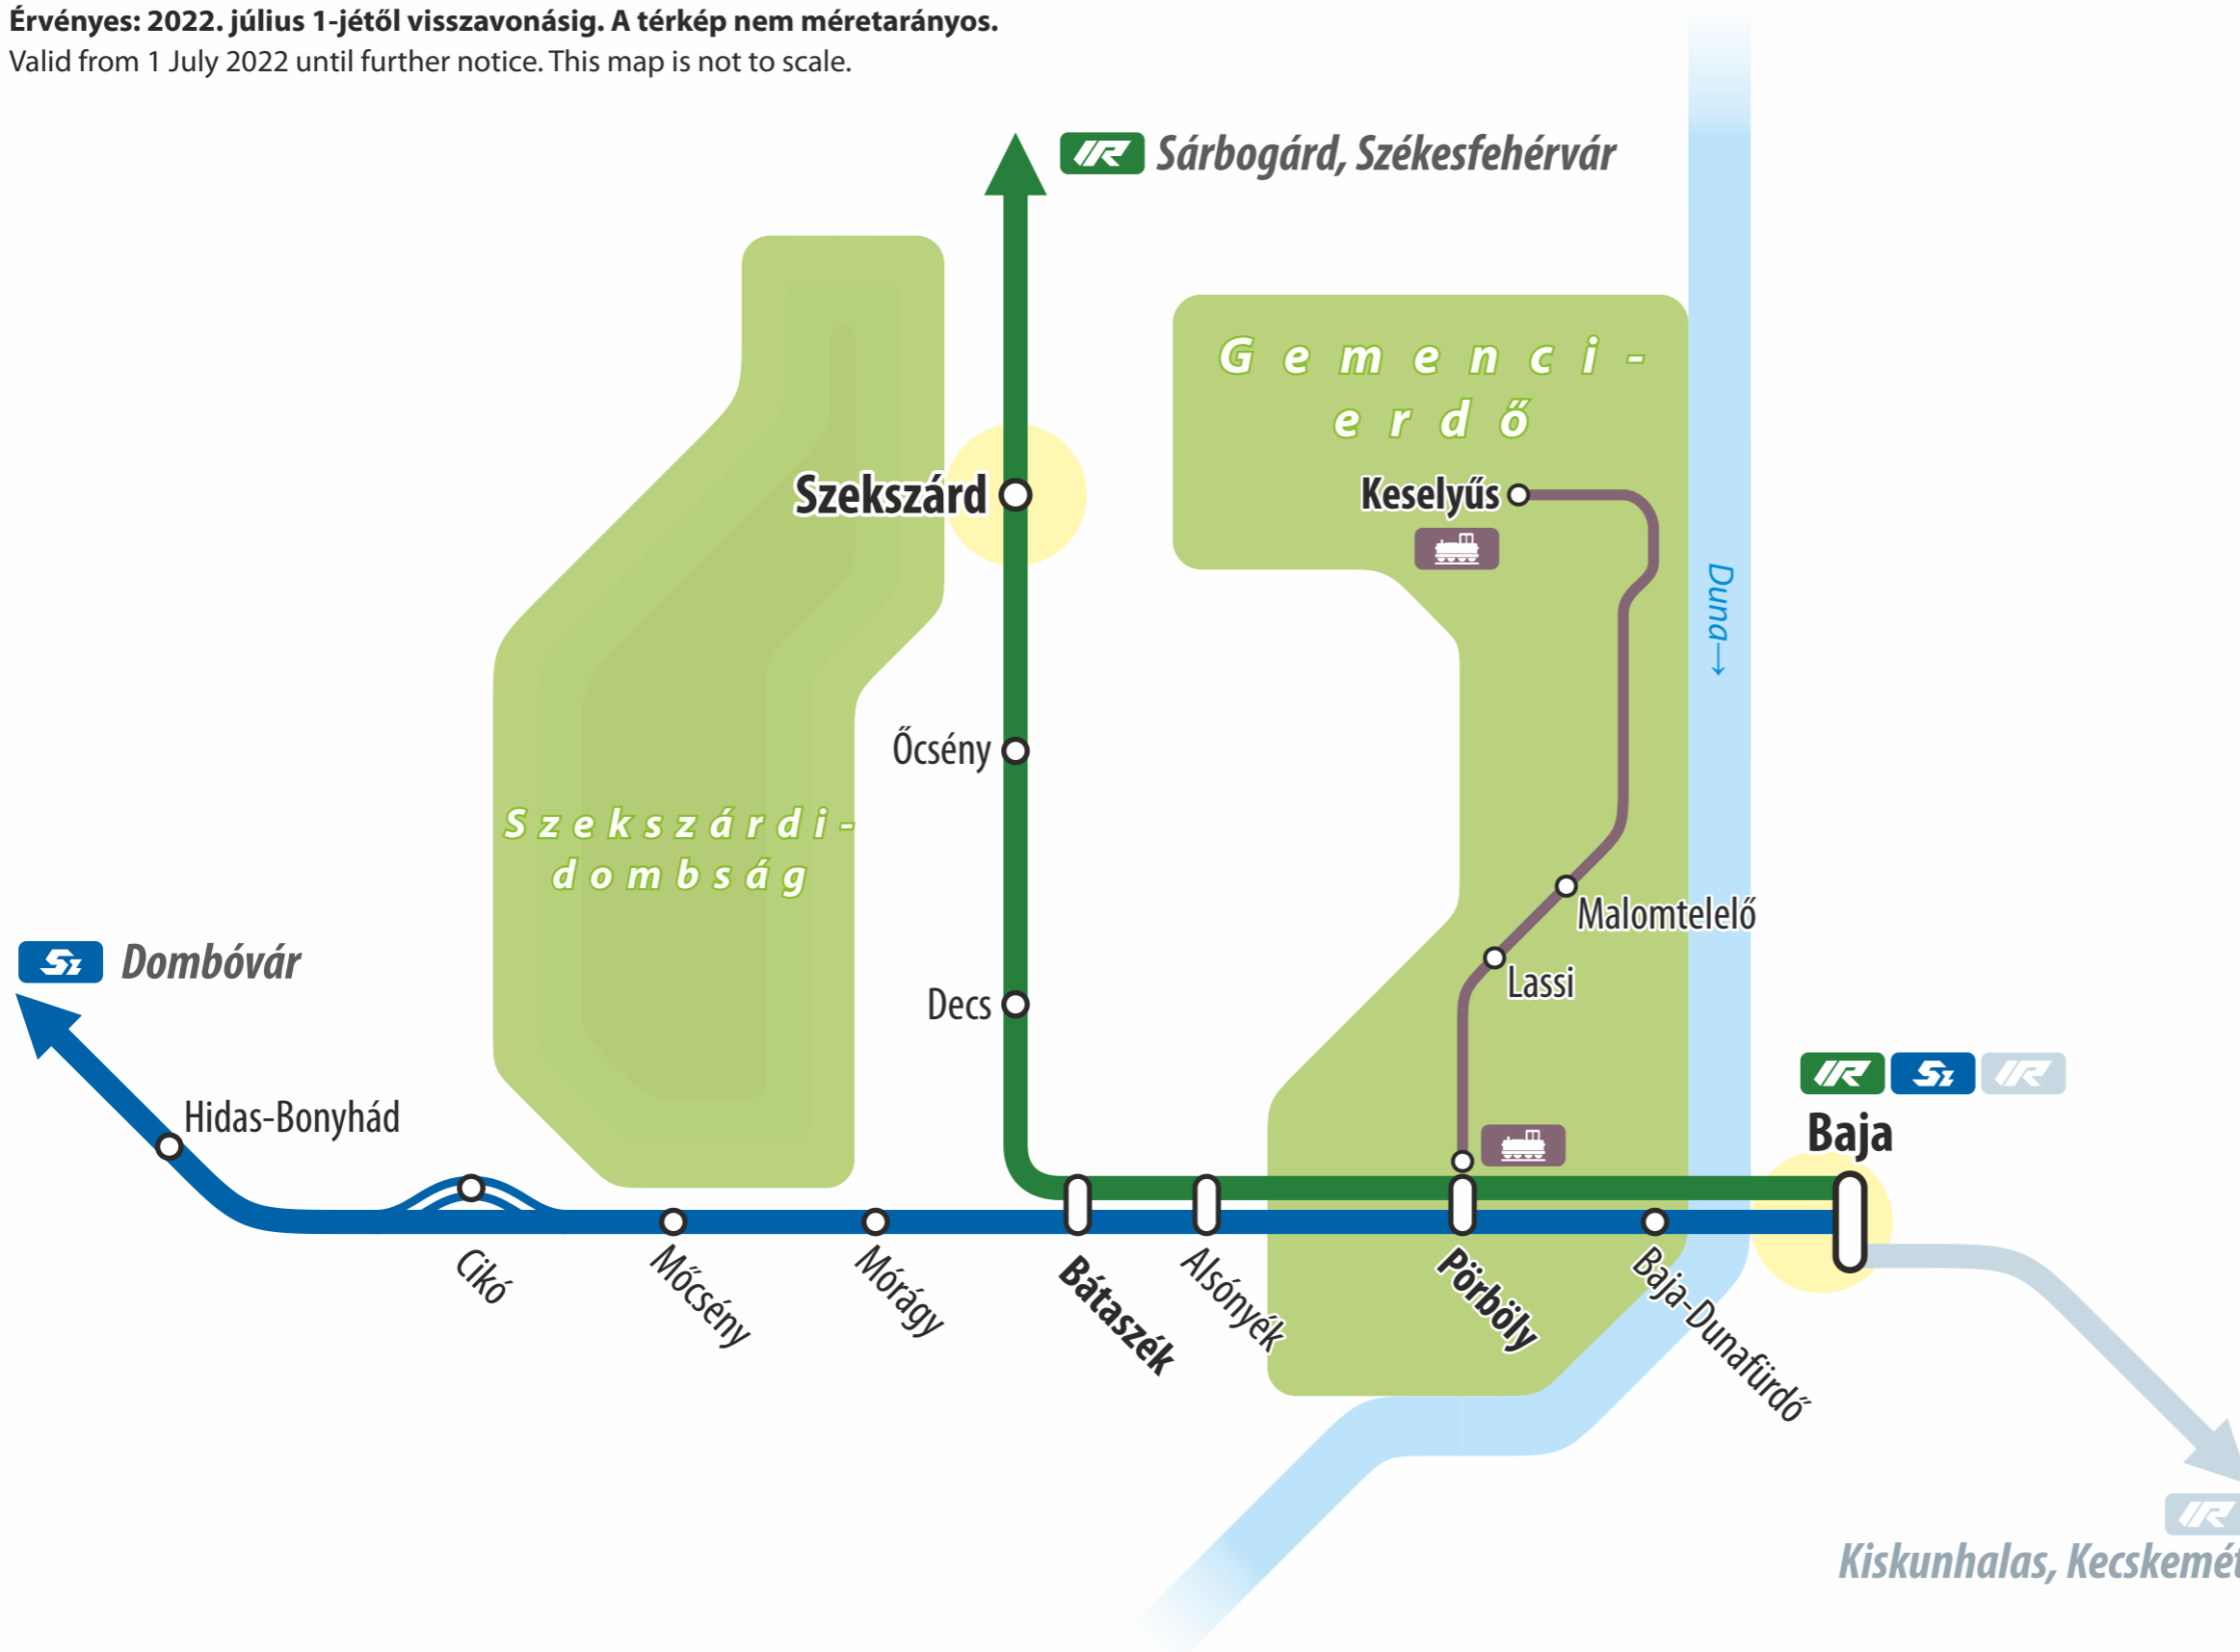 Érvényes: 2022. július 1-jétől visszavonásig. A térkép nem méretarányos.
Valid from 1 July 2022 until further notice. This map is not to scale.
IR Sárbogárd, Székesfehérvár
Gemenci-
erdő
Szekszárd
Keselyűs
Duna→
Őcsény
Szekszárdi-
dombság
Malomtelelő
Sz Dombóvár
Lassi
Decs
Hidas-Bonyhád
IR Sz IR
Baja
Cikó
Mőcsény
Mórágy
Bátaszék
Alsónyék
Pörböly
Baja-Dunafürdő
IR
Kiskunhalas, Kecskemét